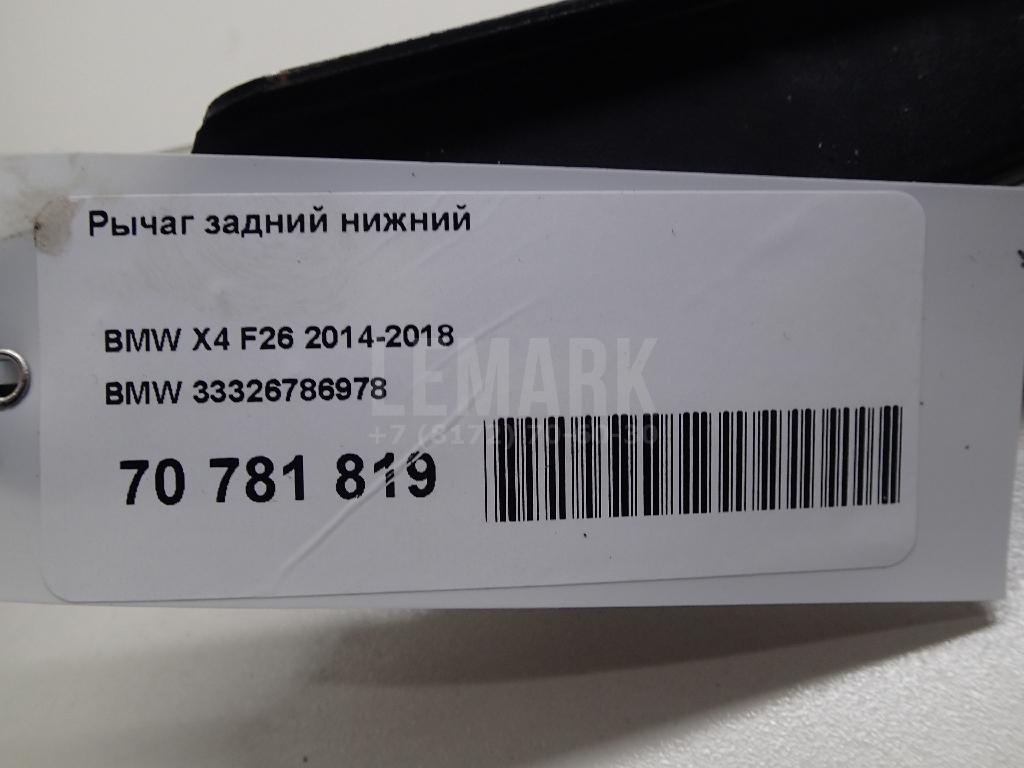 Рычаг задний нижний
BMW X4 F26 2014-2018
BMW 33326786978
LEMARK
70 781 819